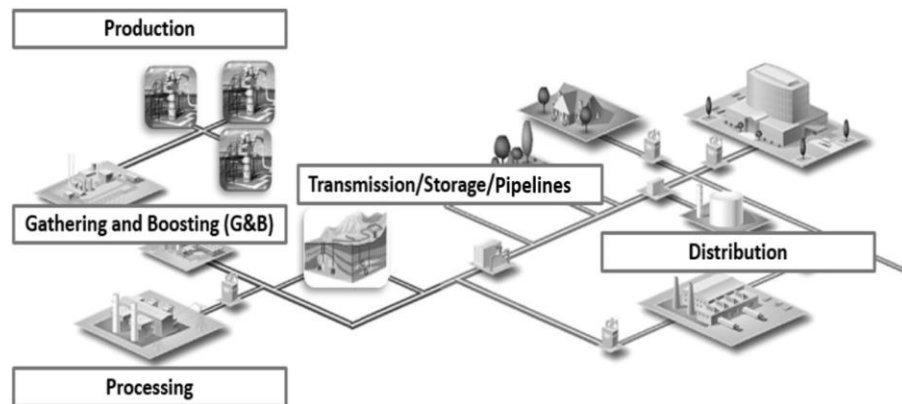 Production
Gathering and Boosting (G&B)
Transmission/Storage/Pipelines
Distribution
Processing